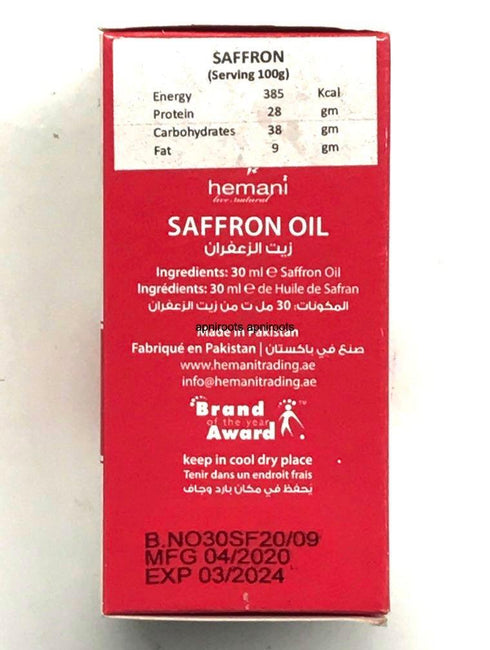 SAFFRON
(Serving 100g)
Energy 385 Kcal
Protein 28 gm
Carbohydrates 38 gm
Fat 9 gm
hemani
live...natural
SAFFRON OIL
زيت الزعفران
Ingredients: 30 ml ℮ Saffron Oil
Ingrédients: 30 ml ℮ de Huile de Safran
المكونات: 30 مل ت من زيت الزعفران
apniroots apniroots
Made in Pakistan
Fabriqué en Pakistan | صنع في باكستان
www.hemanitrading.ae
info@hemanitrading.ae
Brand
of the year
Award
TM
keep in cool dry place
Tenir dans un endroit frais
يُحفظ في مكان بارد وجاف
B.NO30SF20/09
MFG 04/2020
EXP 03/2024